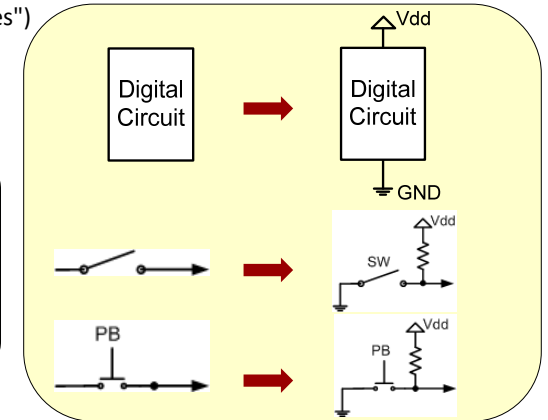 es")
Vdd
Digital
Circuit
Digital
Circuit
GND
Vdd
SW
PB
Vdd
PB